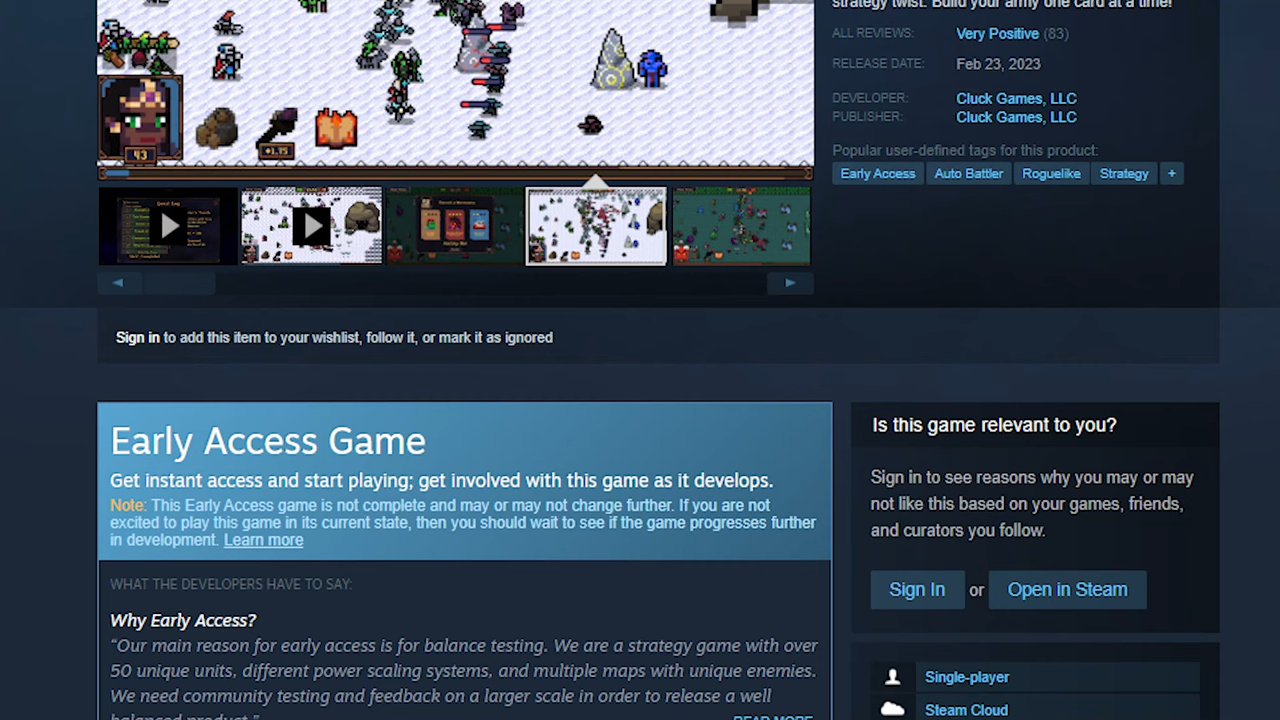 strategy twist. Build your army one card at a time!
ALL REVIEWS: Very Positive (83)
RELEASE DATE: Feb 23, 2023
DEVELOPER: Cluck Games, LLC
PUBLISHER: Cluck Games, LLC
Popular user-defined tags for this product:
Early Access Auto Battler Roguelike Strategy +
43
+1.75
Sign in to add this item to your wishlist, follow it, or mark it as ignored
Early Access Game
Get instant access and start playing; get involved with this game as it develops.
Note: This Early Access game is not complete and may or may not change further. If you are not
excited to play this game in its current state, then you should wait to see if the game progresses further
in development. Learn more
WHAT THE DEVELOPERS HAVE TO SAY:
Why Early Access?
“Our main reason for early access is for balance testing. We are a strategy game with over
50 unique units, different power scaling systems, and multiple maps with unique enemies.
We need community testing and feedback on a larger scale in order to release a well
balanced product.”
READ MORE
Is this game relevant to you?
Sign in to see reasons why you may or may
not like this based on your games, friends,
and curators you follow.
Sign In or Open in Steam
Single-player
Steam Cloud